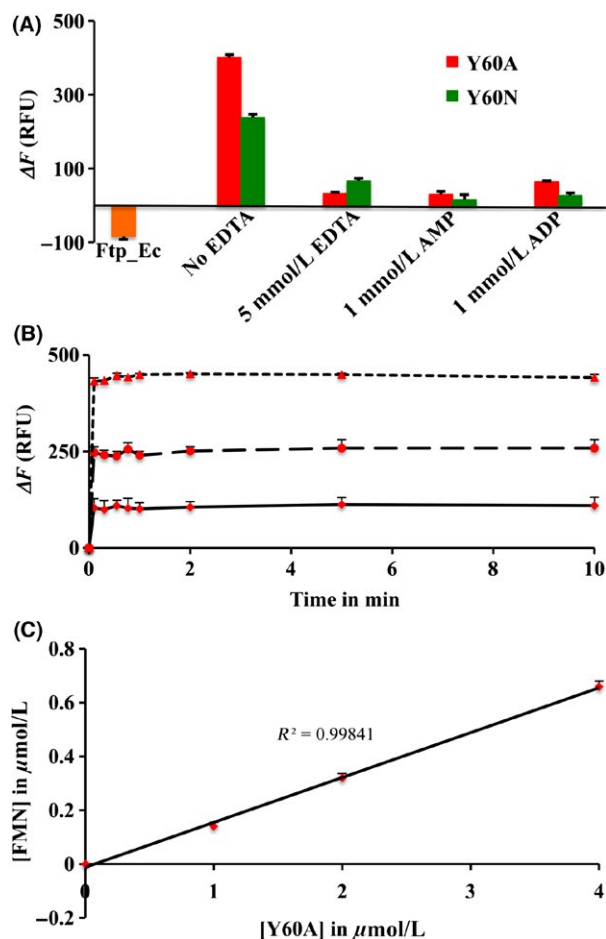 (A)
ΔF (RFU)
500
300
100
−100
Y60A
Y60N
Ftp_Ec
No EDTA
5 mmol/L EDTA
1 mmol/L AMP
1 mmol/L ADP
(B)
ΔF (RFU)
500
250
0
0 2 4 6 8 10
Time in min
(C)
[FMN] in μmol/L
0.8
0.6
0.4
0.2
0
−0.2
R² = 0.99841
0 1 2 3 4
[Y60A] in μmol/L